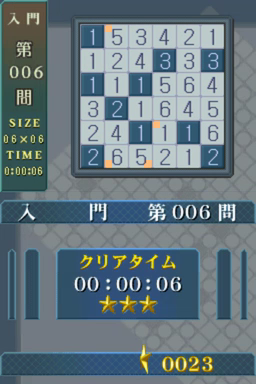 入門
第
006
問
SIZE
06×06
TIME
0:00:06
1 5 3 4 2 1
1 2 4 3 3 3
1 1 1 5 6 4
3 2 1 6 4 5
2 4 1 1 1 6
2 6 5 2 1 2
入 門 第006問
クリアタイム
00:00:06
0023